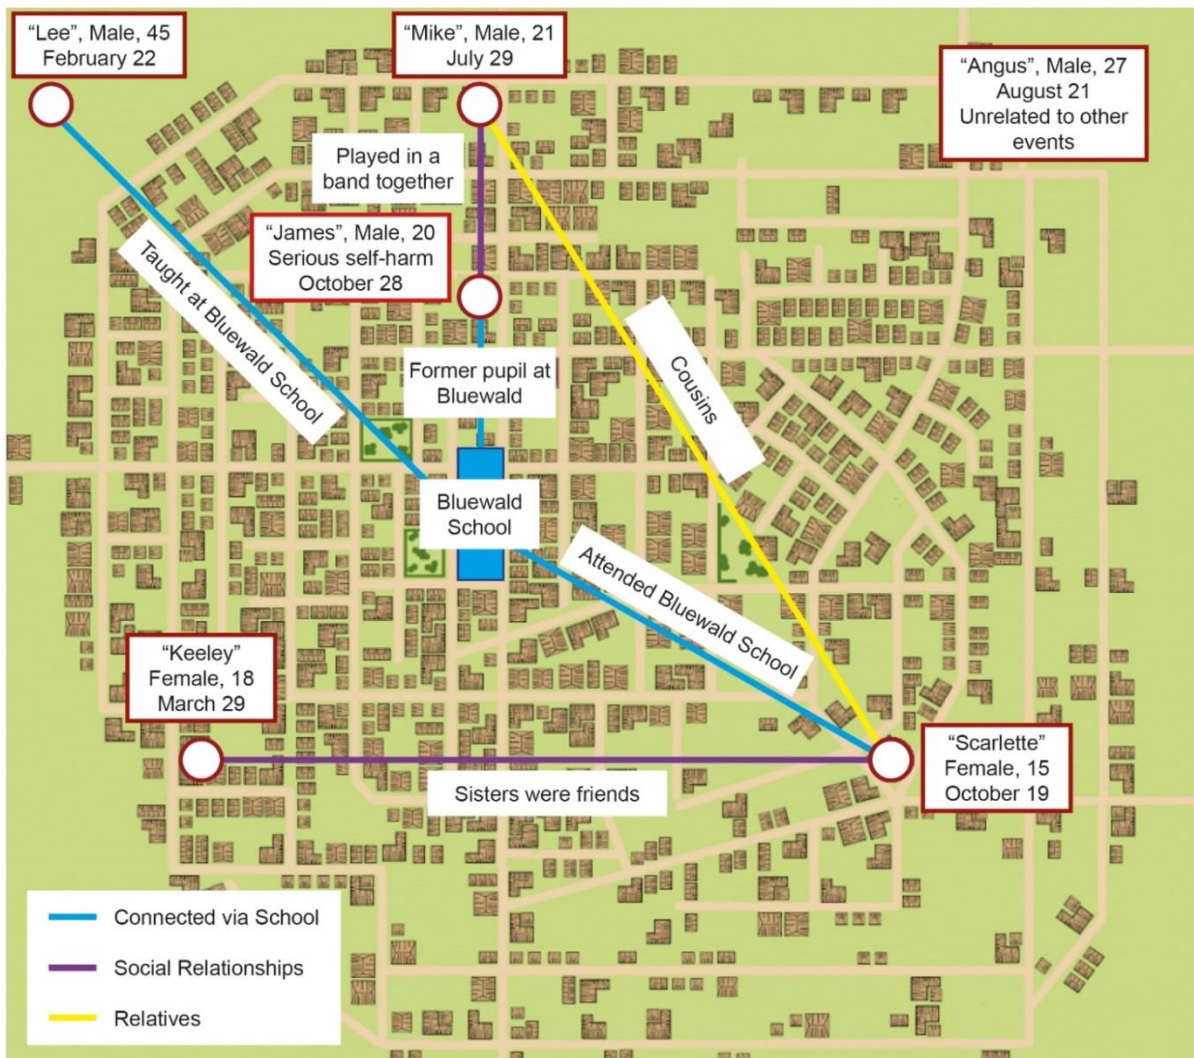 “Lee”, Male, 45
February 22
“Mike”, Male, 21
July 29
“Angus”, Male, 27
August 21
Unrelated to other
events
Played in a
band together
“James”, Male, 20
Serious self-harm
October 28
Taught at Bluewald School
Former pupil at
Bluewald
Cousins
Bluewald
School
Attended Bluewald School
“Keeley”
Female, 18
March 29
“Scarlette”
Female, 15
October 19
Sisters were friends
Connected via School
Social Relationships
Relatives